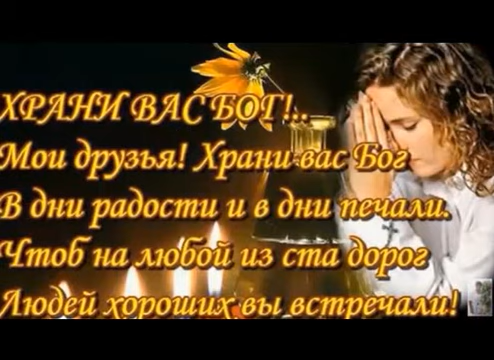 ХРАНИ ВАС БОГ!..
Мои друзья! Храни вас Бог
В дни радости и в дни печали.
Чтоб на любой из ста дорог
Людей хороших вы встречали!